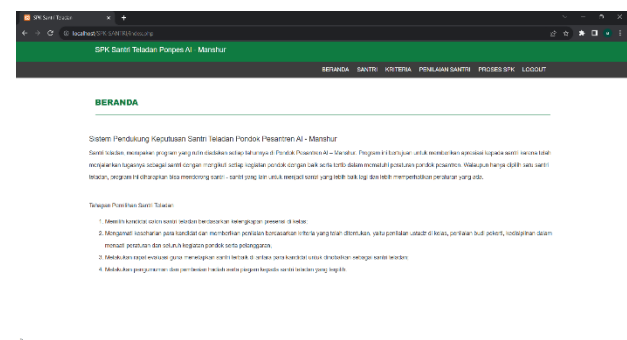 SPK Santri Teladan
localhost/SPK-SANTRI/index.php
SPK Santri Teladan Ponpes Al - Manshur
BERANDA SANTRI KRITERIA PENILAIAN SANTRI PROSES SPK LOGOUT
BERANDA
Sistem Pendukung Keputusan Santri Teladan Pondok Pesantren Al - Manshur
Santri teladan, merupakan program yang rutin diadakan setiap tahunnya di Pondok Pesantren Al – Manshur. Program ini bertujuan untuk memberikan apresiasi kepada santri karena telah
menjalankan tugasnya sebagai santri dengan mengikuti setiap kegiatan pondok dengan baik serta tertib dalam mematuhi peraturan pondok pesantren. Walaupun hanya dipilih satu santri
teladan, program ini diharapkan bisa mendorong santri - santri yang lain untuk menjadi santri yang lebih baik lagi dan lebih memperhatikan peraturan yang ada.
Tahapan Pemilihan Santri Teladan
1. Memilih kandidat calon santri teladan berdasarkan kelengkapan presensi di kelas
2. Mengamati keseharian para kandidat dan memberikan penilaian berdasarkan kriteria yang telah ditentukan, yaitu penilaian ustadz di kelas, penilaian budi pekerti, kedisiplinan dalam
menaati peraturan dan seluruh kegiatan pondok serta pelanggaran.
3. Melakukan rapat evaluasi guna menetapkan santri terbaik di antara para kandidat untuk dinobatkan sebagai santri teladan.
4. Melakukan pengumuman dan pemberian hadiah serta piagam kepada santri teladan yang terpilih.